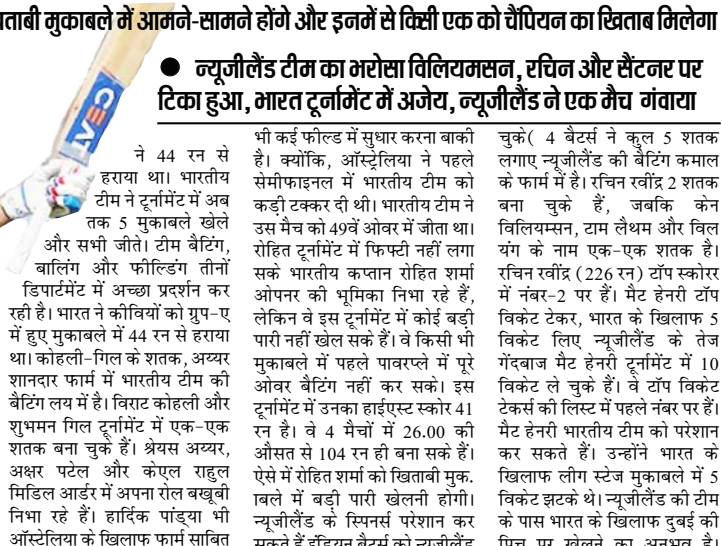 मुकाबले में आमने-सामने होंगे और इनमें से किसी एक को चैंपियन का खिताब मिलेगा
● न्यूजीलैंड टीम का भरोसा विलियमसन, रचिन और सैंटनर पर
टिका हुआ, भारत टूर्नामेंट में अजेय, न्यूजीलैंड ने एक मैच गंवाया
CEAT
ने 44 रन से
हराया था। भारतीय
टीम ने टूर्नामेंट में अब
तक 5 मुकाबले खेले
और सभी जीते। टीम बैटिंग,
बालिंग और फील्डिंग तीनों
डिपार्टमेंट में अच्छा प्रदर्शन कर
रही है। भारत ने कीवियों को ग्रुप-ए
में हुए मुकाबले में 44 रन से हराया
था। कोहली-गिल के शतक, अय्यर
शानदार फार्म में भारतीय टीम की
बैटिंग लय में है। विराट कोहली और
शुभमन गिल टूर्नामेंट में एक-एक
शतक बना चुके हैं। श्रेयस अय्यर,
अक्षर पटेल और केएल राहुल
मिडिल आर्डर में अपना रोल बखूबी
निभा रहे हैं। हार्दिक पांड्या भी
ऑस्टेलिया के खिलाफ फार्म साबित
भी कई फील्ड में सुधार करना बाकी
है। क्योंकि, ऑस्ट्रेलिया ने पहले
सेमीफाइनल में भारतीय टीम को
कड़ी टक्कर दी थी। भारतीय टीम ने
उस मैच को 49वें ओवर में जीता था।
रोहित टूर्नामेंट में फिफ्टी नहीं लगा
सके भारतीय कप्तान रोहित शर्मा
ओपनर की भूमिका निभा रहे हैं,
लेकिन वे इस टूर्नामेंट में कोई बड़ी
पारी नहीं खेल सके हैं। वे किसी भी
मुकाबले में पहले पावरप्ले में पूरे
ओवर बैटिंग नहीं कर सके। इस
टूर्नामेंट में उनका हाईएस्ट स्कोर 41
रन है। वे 4 मैचों में 26.00 की
औसत से 104 रन ही बना सके हैं।
ऐसे में रोहित शर्मा को खिताबी मुक.
ाबले में बड़ी पारी खेलनी होगी।
न्यूजीलैंड के स्पिनर्स परेशान कर
सकते हैं इंडियन बैटर्स को न्यूजीलैंड
चुके( 4 बैटर्स ने कुल 5 शतक
लगाए न्यूजीलैंड की बैटिंग कमाल
के फार्म में है। रचिन रवींद्र 2 शतक
बना चुके हैं, जबकि केन
विलियम्सन, टाम लैथम और विल
यंग के नाम एक-एक शतक है।
रचिन रवींद्र (226 रन) टॉप स्कोरर
में नंबर-2 पर हैं। मैट हेनरी टॉप
विकेट टेकर, भारत के खिलाफ 5
विकेट लिए न्यूजीलैंड के तेज
गेंदबाज मैट हेनरी टूर्नामेंट में 10
विकेट ले चुके हैं। वे टॉप विकेट
टेकर्स की लिस्ट में पहले नंबर पर हैं।
मैट हेनरी भारतीय टीम को परेशान
कर सकते हैं। उन्होंने भारत के
खिलाफ लीग स्टेज मुकाबले में 5
विकेट झटके थे। न्यूजीलैंड की टीम
के पास भारत के खिलाफ दुबई की
पिच पर खेलने का अनुभव है।